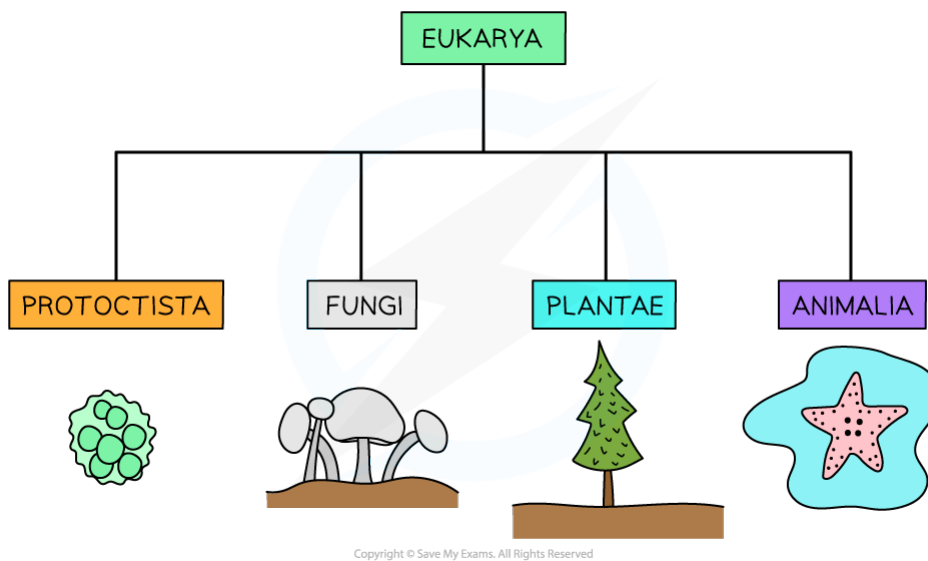 EUKARYA
PROTOCTISTA
FUNGI
PLANTAE
ANIMALIA
Copyright © Save My Exams. All Rights Reserved